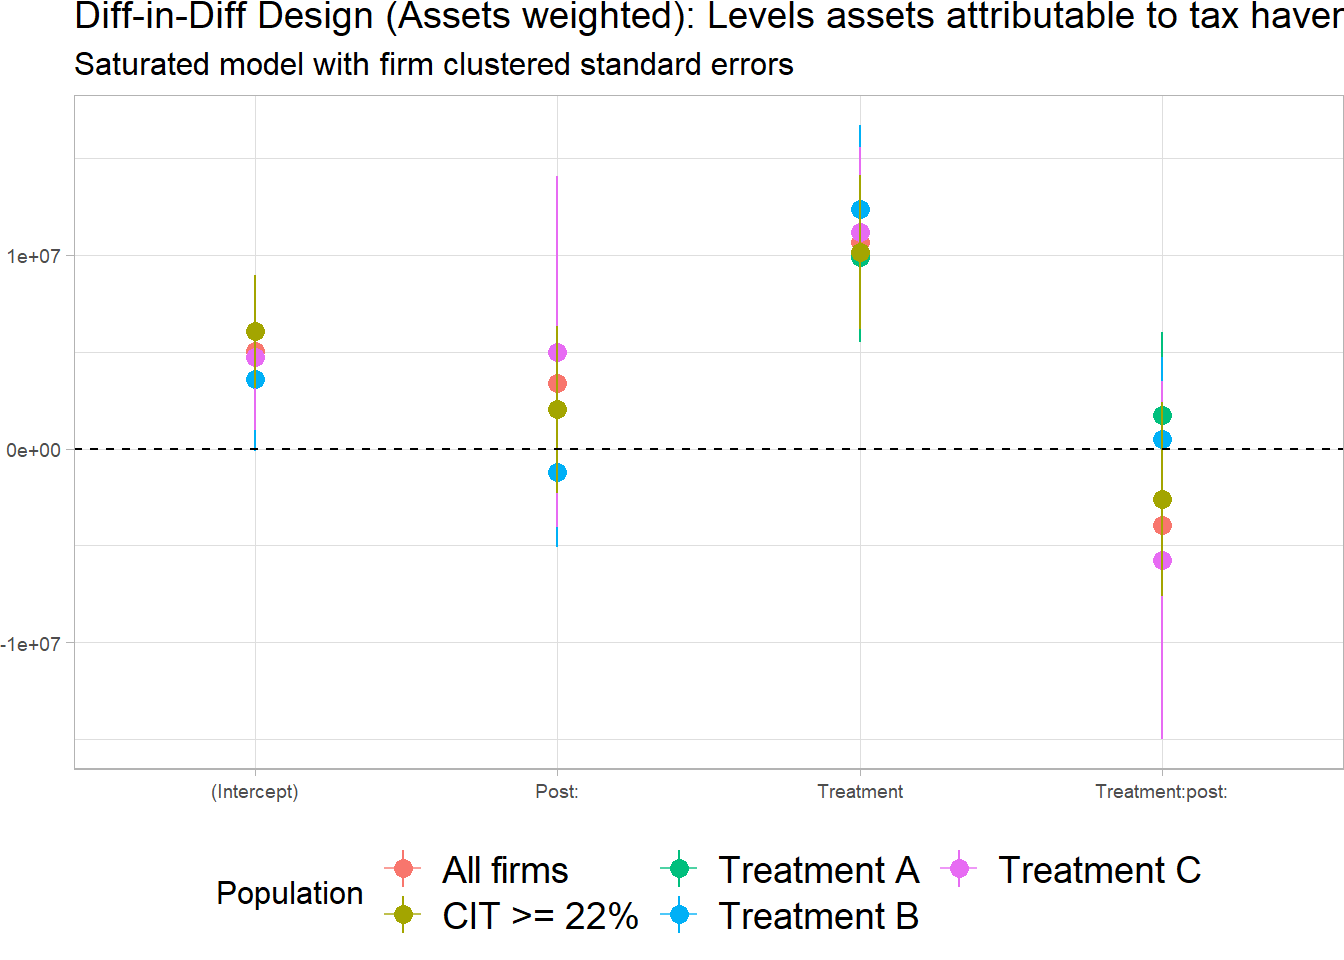 Diff-in-Diff Design (Assets weighted): Levels assets attributable to tax haven
Saturated model with firm clustered standard errors
1e+07
0e+00
-1e+07
(Intercept) Post: Treatment Treatment:post:
Population
All firms Treatment A Treatment C
CIT >= 22% Treatment B